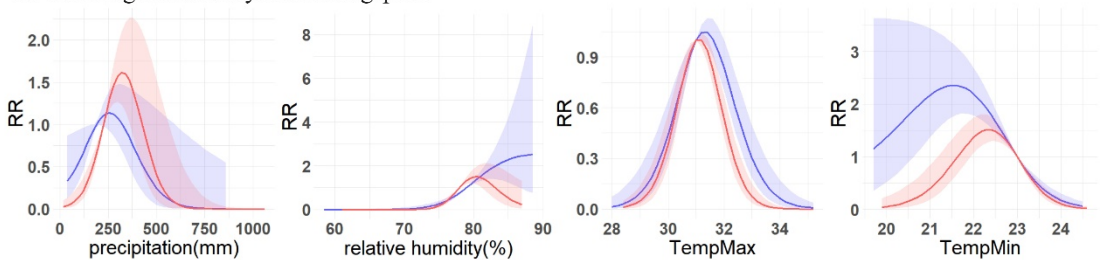 RR
2.0
1.5
1.0
0.5
0.0
0 250 500 750 1000
precipitation(mm)
RR
8
6
4
2
0
60 70 80 90
relative humidity(%)
RR
0.9
0.6
0.3
0.0
28 30 32 34
TempMax
RR
3
2
1
0
20 21 22 23 24
TempMin